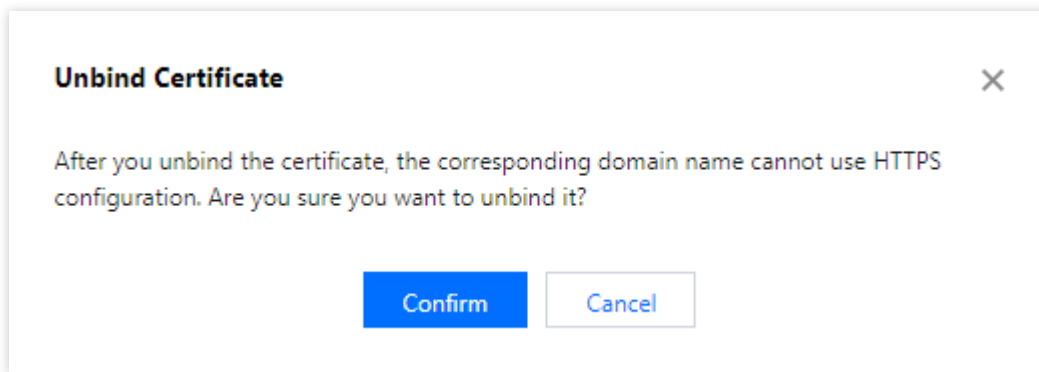 Unbind Certificate
After you unbind the certificate, the corresponding domain name cannot use HTTPS
configuration. Are you sure you want to unbind it?
Confirm
Cancel